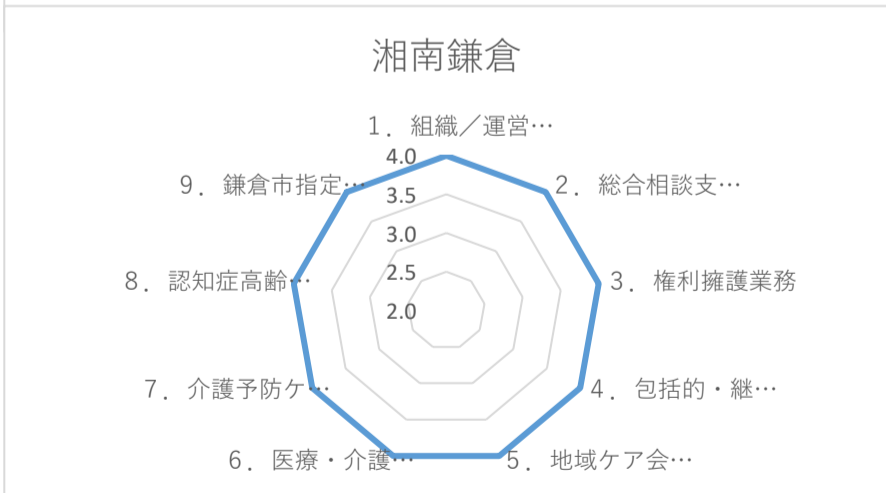 湘南鎌倉
1．組織／運営…
2．総合相談支…
3．権利擁護業務
4．包括的・継…
5．地域ケア会…
6．医療・介護…
7．介護予防ケ…
8．認知症高齢…
9．鎌倉市指定…
4.0
3.5
3.0
2.5
2.0